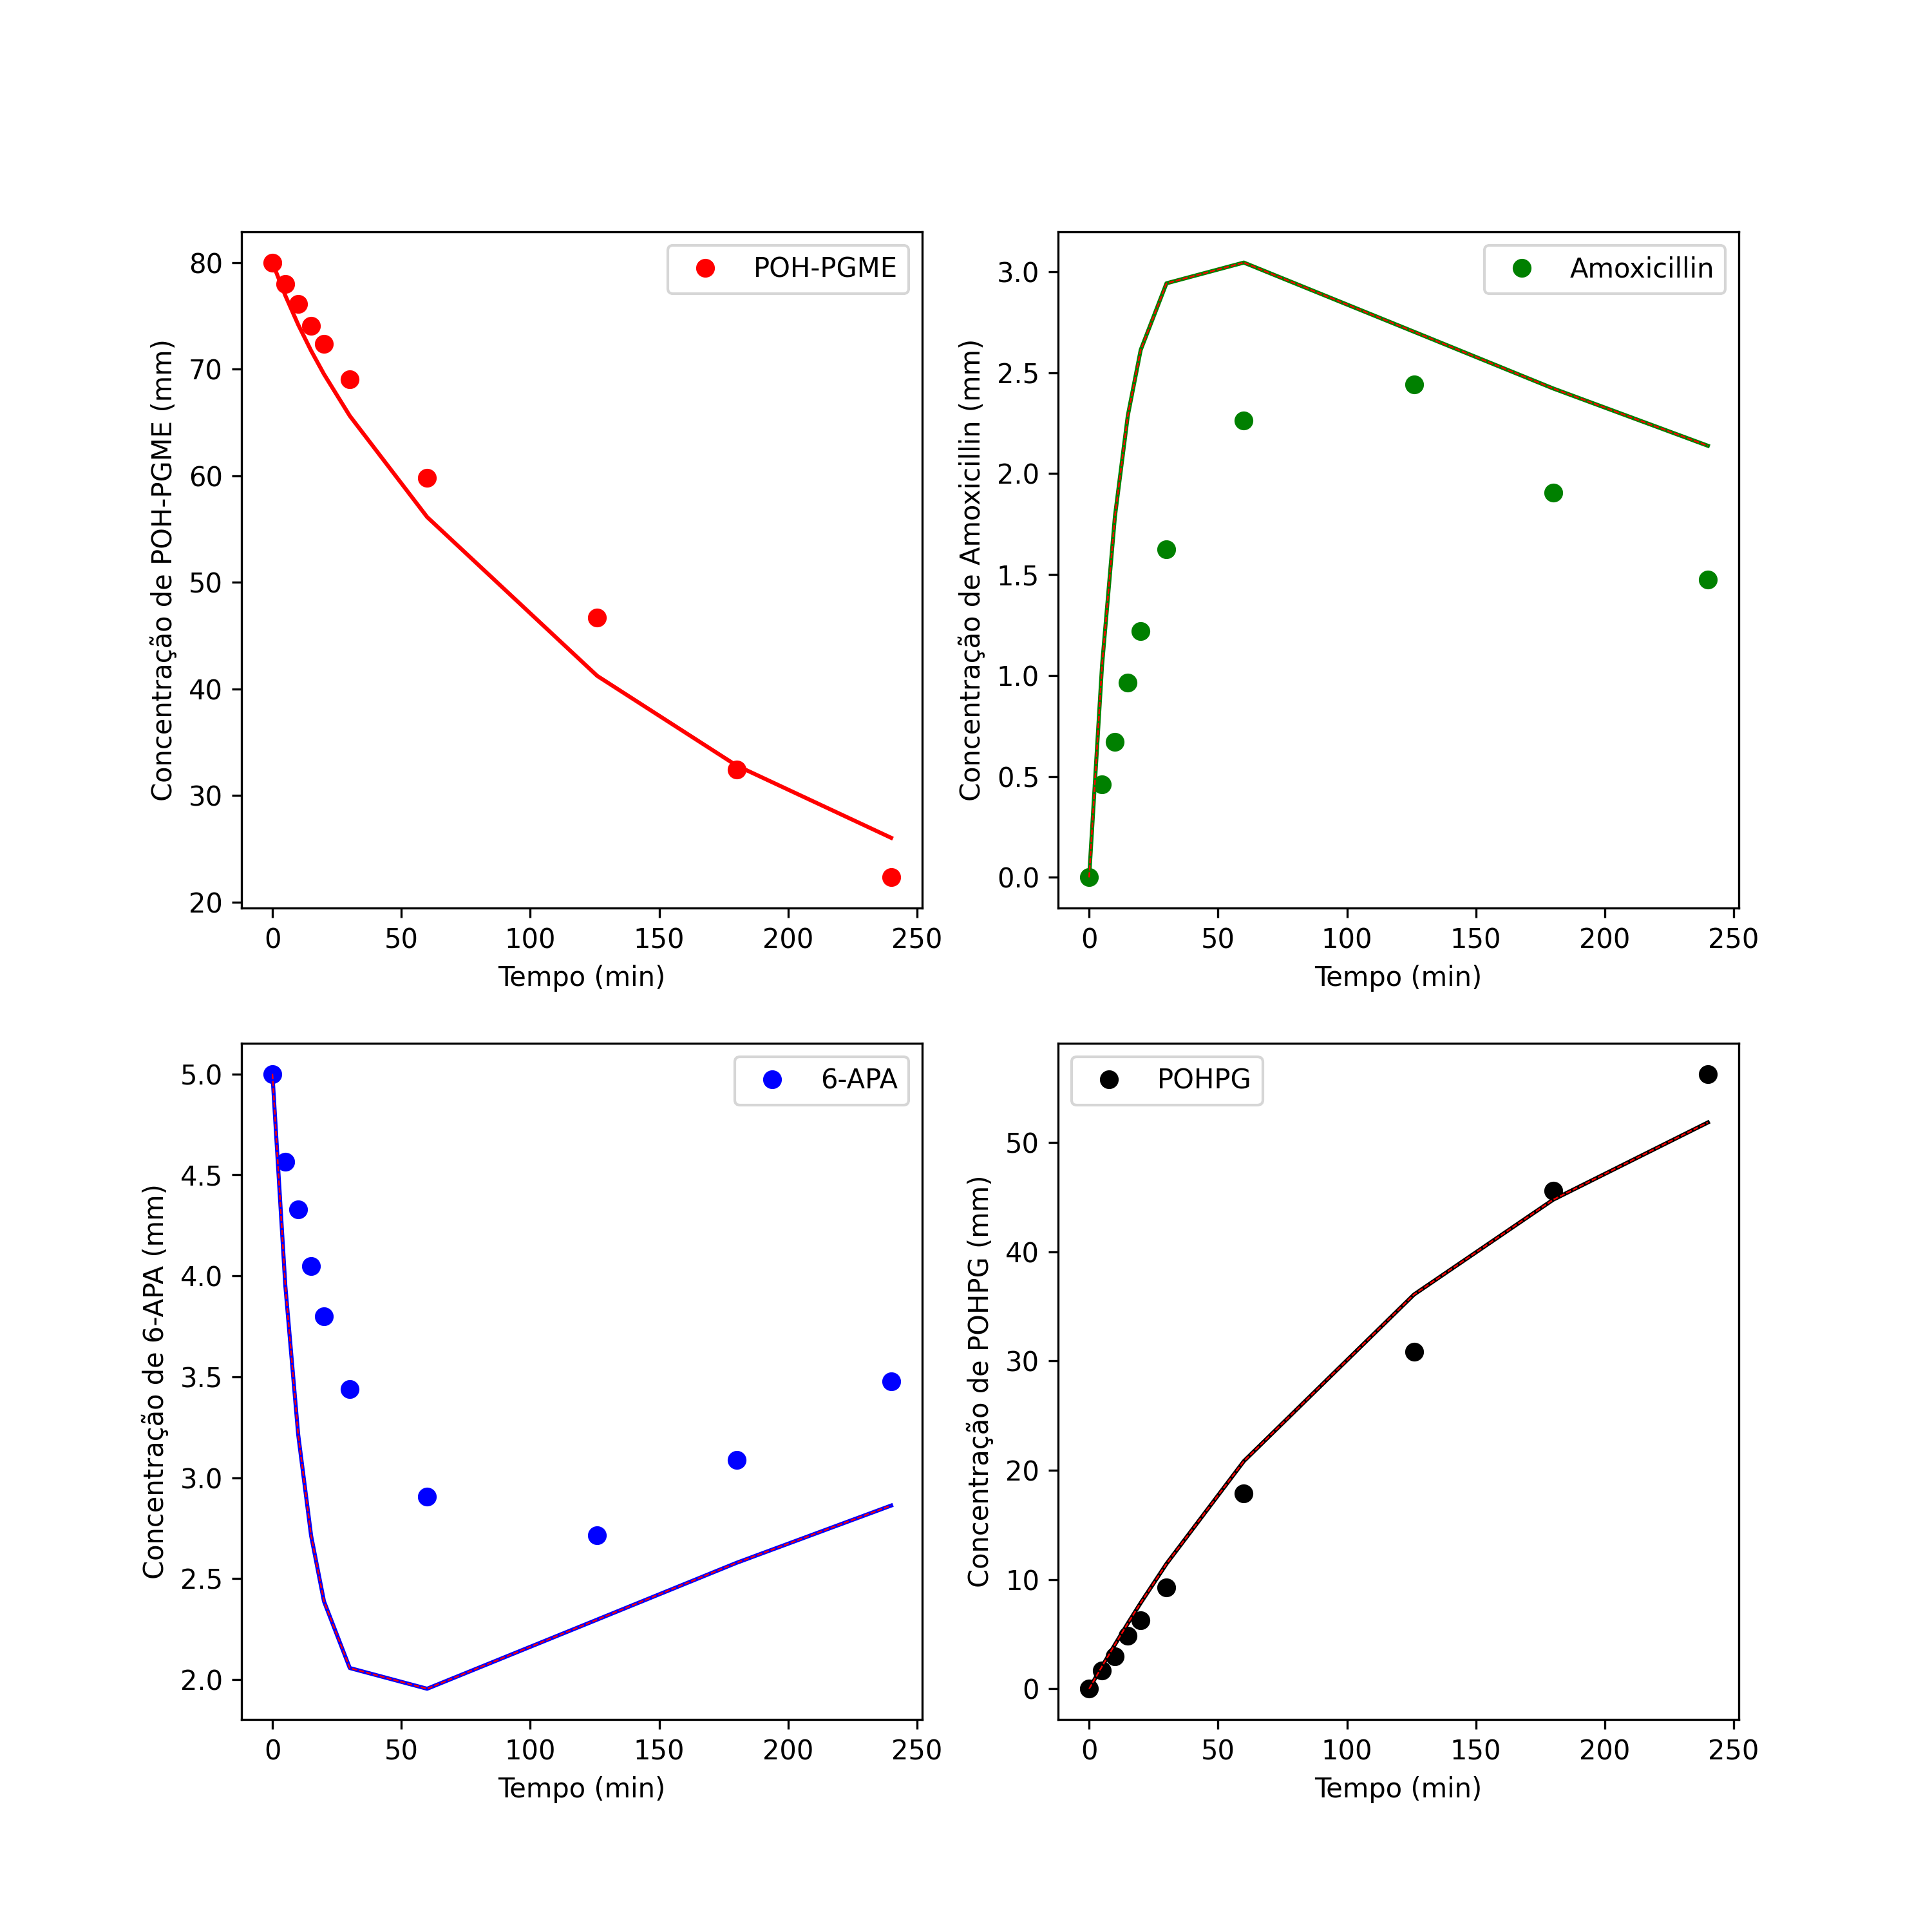 POH-PGME
Concentração de POH-PGME (mm)
80
70
60
50
40
30
20
0 50 100 150 200 250
Tempo (min)
Amoxicillin
Concentração de Amoxicillin (mm)
3.0
2.5
2.0
1.5
1.0
0.5
0.0
0 50 100 150 200 250
Tempo (min)
6-APA
Concentração de 6-APA (mm)
5.0
4.5
4.0
3.5
3.0
2.5
2.0
0 50 100 150 200 250
Tempo (min)
POHPG
Concentração de POHPG (mm)
50
40
30
20
10
0
0 50 100 150 200 250
Tempo (min)